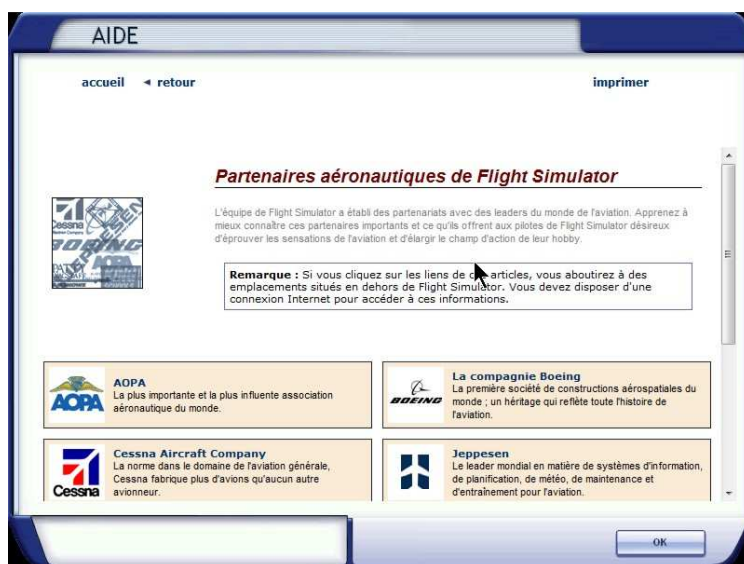 AIDE
accueil ◄ retour
imprimer
Partenaires aéronautiques de Flight Simulator
L'équipe de Flight Simulator a établi des partenariats avec des leaders du monde de l'aviation. Apprenez à
mieux connaître ces partenaires importants et ce qu'ils offrent aux pilotes de Flight Simulator désireux
d'éprouver les sensations de l'aviation et d'élargir le champ d'action de leur hobby.
Remarque : Si vous cliquez sur les liens de ces articles, vous aboutirez à des
emplacements situés en dehors de Flight Simulator. Vous devez disposer d'une
connexion Internet pour accéder à ces informations.
Cessna
BOEING
AOPA
AOPA
La plus importante et la plus influente association
aéronautique du monde.
BOEING
La compagnie Boeing
La première société de constructions aérospatiales du
monde ; un héritage qui reflète toute l'histoire de
l'aviation.
Cessna
Cessna Aircraft Company
La norme dans le domaine de l'aviation générale,
Cessna fabrique plus d'avions qu'aucun autre
avionneur.
Jeppesen
Le leader mondial en matière de systèmes d'information,
de planification, de météo, de maintenance et
d'entraînement pour l'aviation.
OK